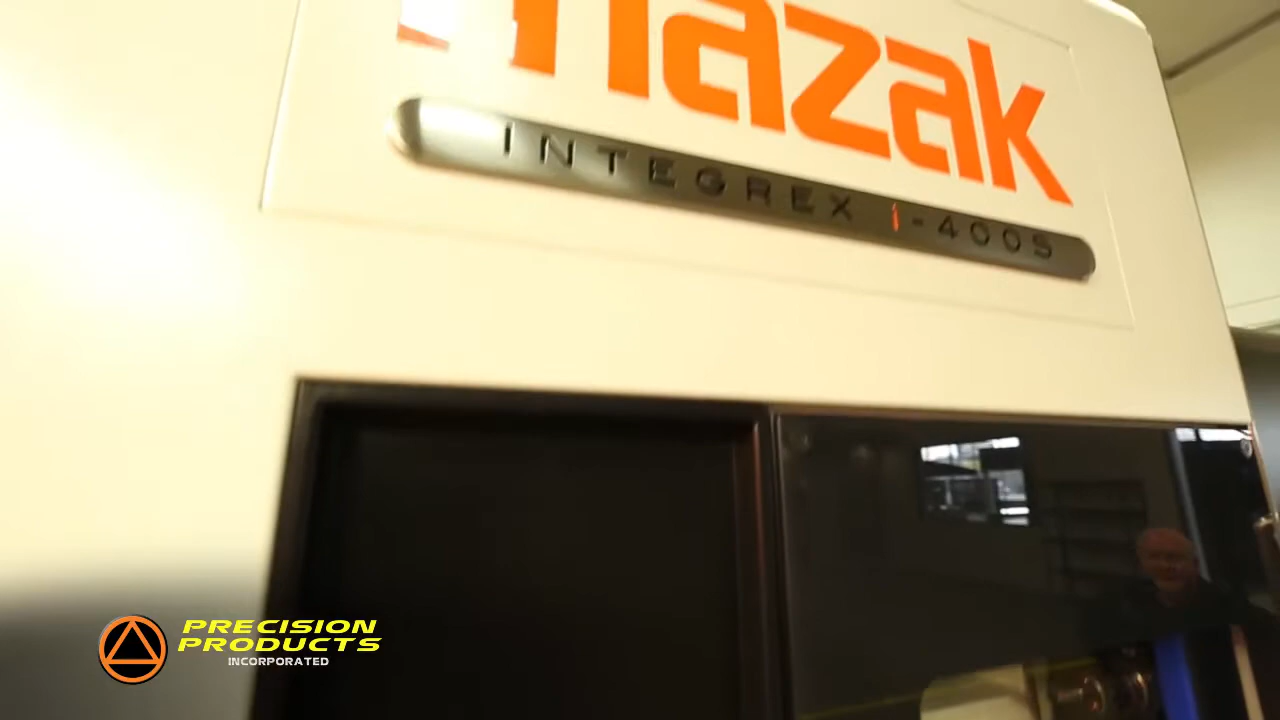 mazak
INTEGREX i-400S
PRECISION
PRODUCTS
INCORPORATED